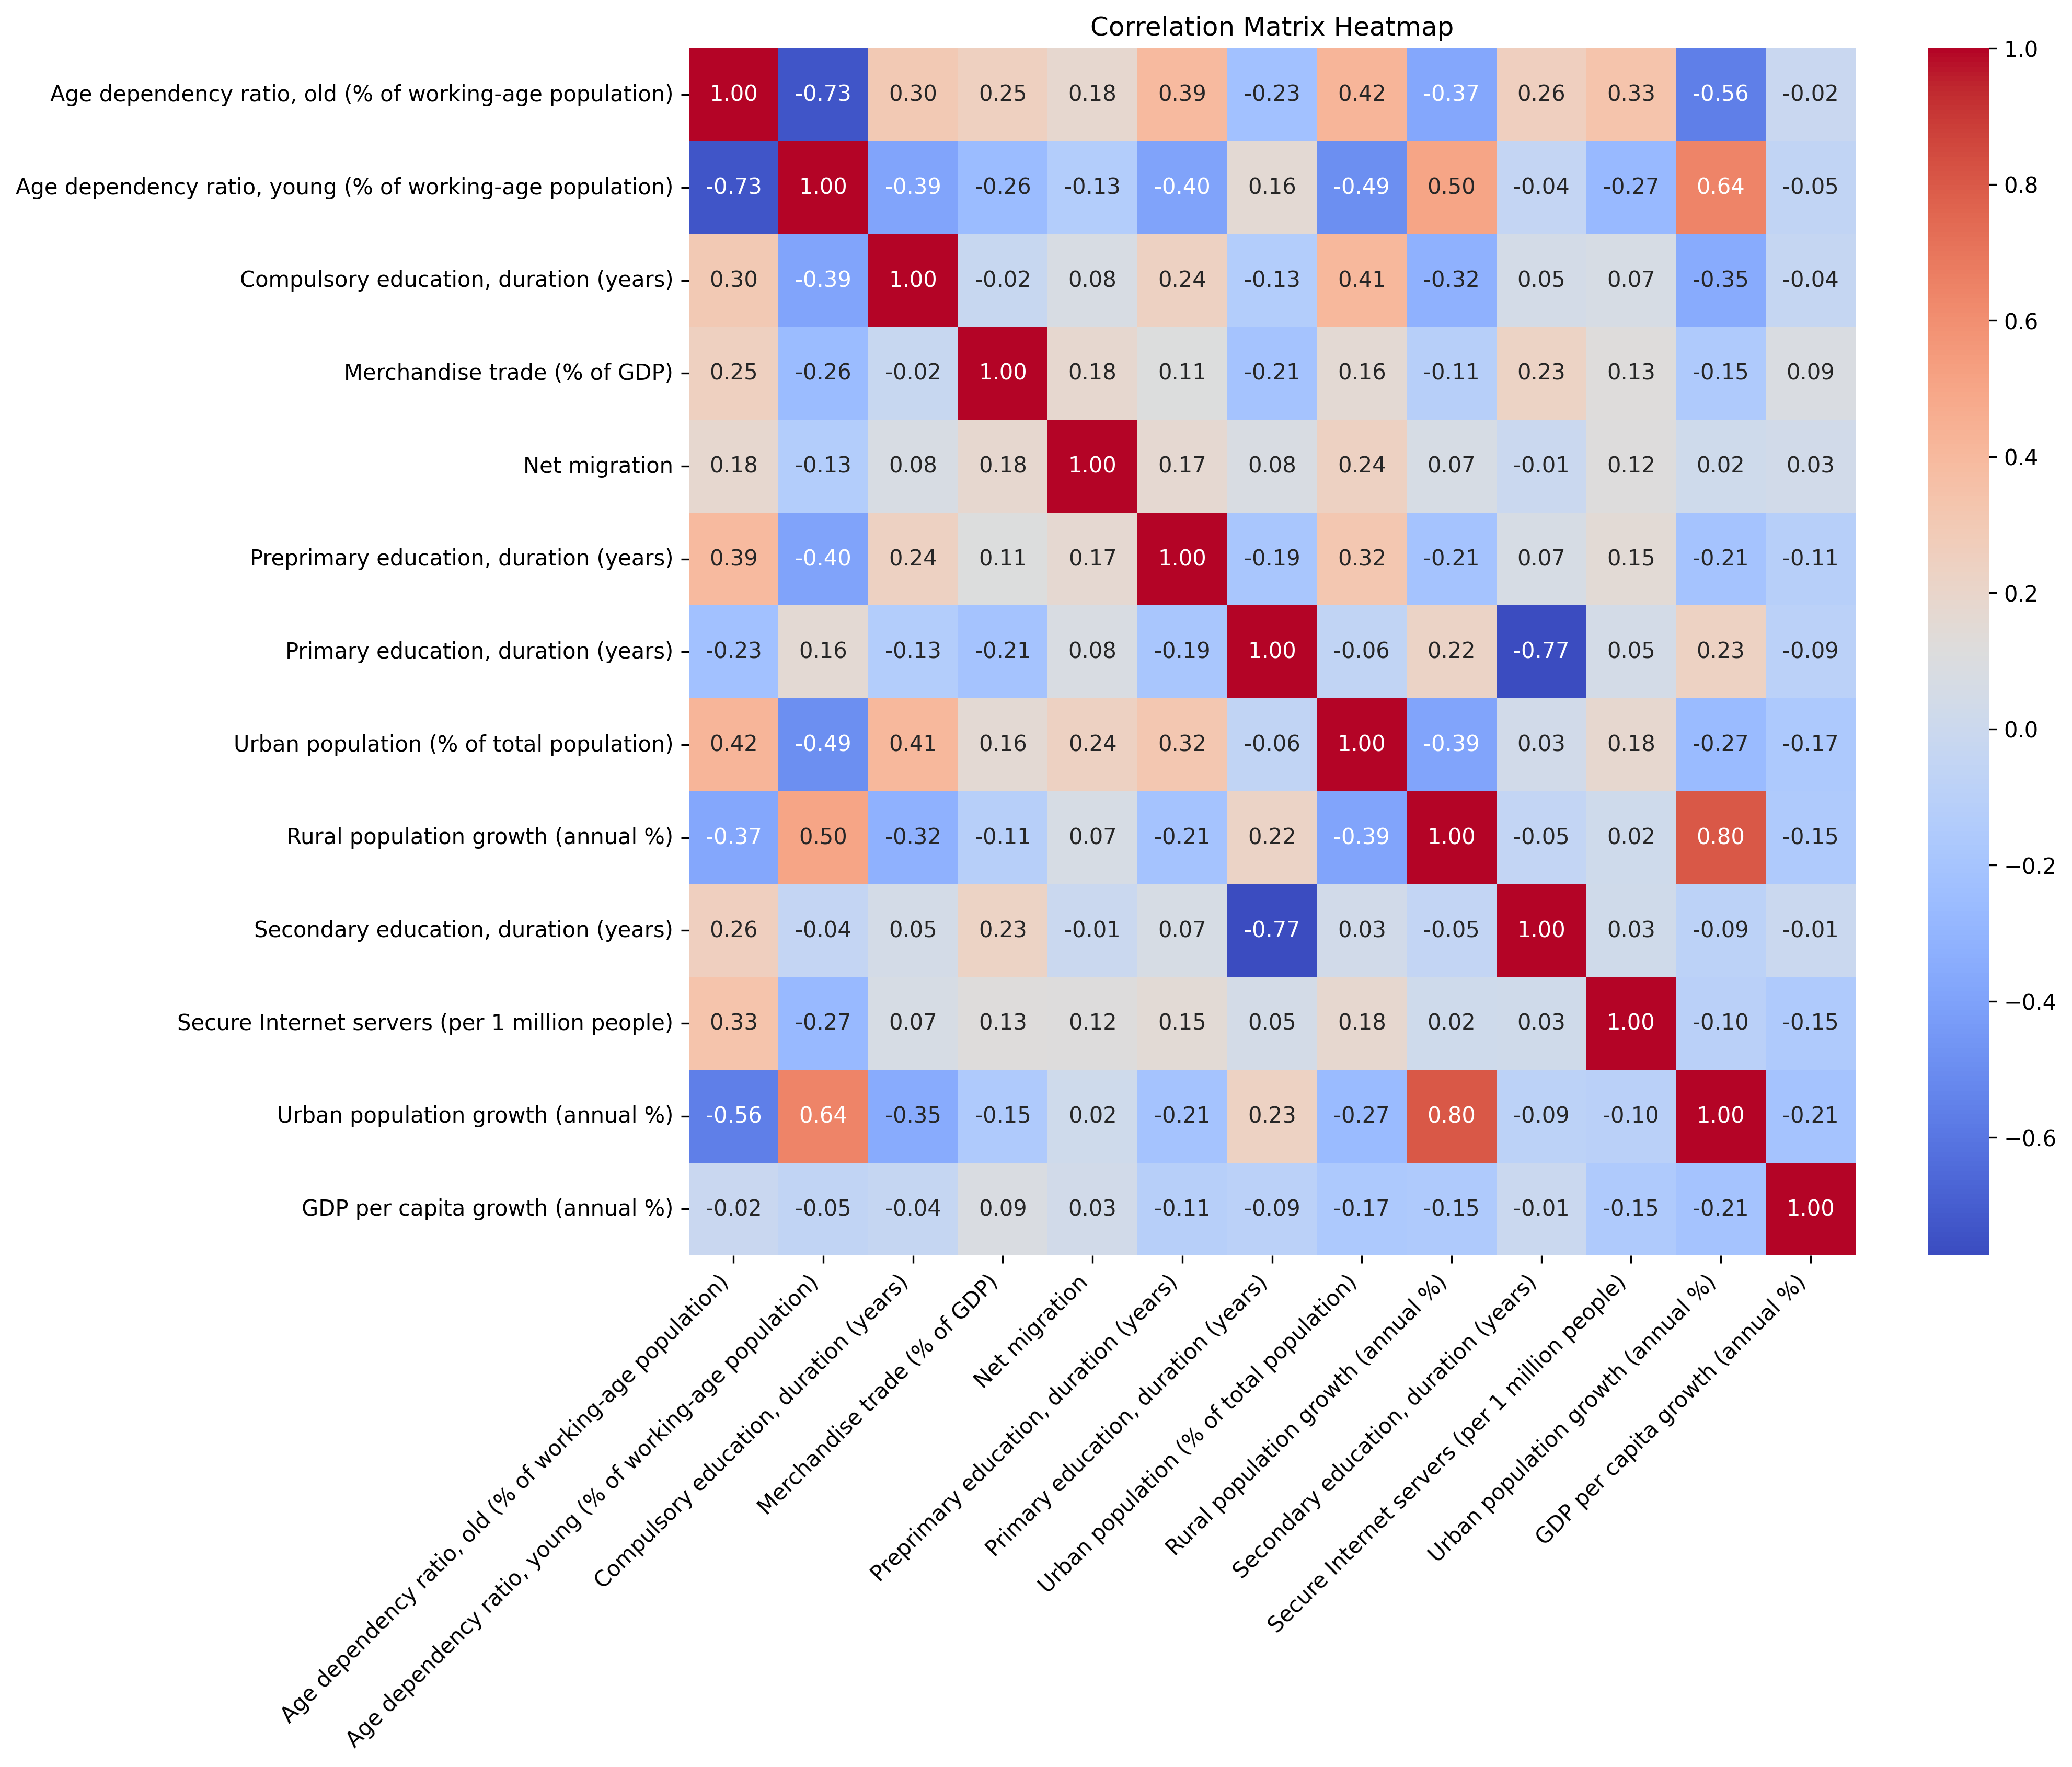 Correlation Matrix Heatmap
Age dependency ratio, old (% of working-age population) 1.00 -0.73 0.30 0.25 0.18 0.39 -0.23 0.42 -0.37 0.26 0.33 -0.56 -0.02
Age dependency ratio, young (% of working-age population) -0.73 1.00 -0.39 -0.26 -0.13 -0.40 0.16 -0.49 0.50 -0.04 -0.27 0.64 -0.05
Compulsory education, duration (years) 0.30 -0.39 1.00 -0.02 0.08 0.24 -0.13 0.41 -0.32 0.05 0.07 -0.35 -0.04
Merchandise trade (% of GDP) 0.25 -0.26 -0.02 1.00 0.18 0.11 -0.21 0.16 -0.11 0.23 0.13 -0.15 0.09
Net migration 0.18 -0.13 0.08 0.18 1.00 0.17 0.08 0.24 0.07 -0.01 0.12 0.02 0.03
Preprimary education, duration (years) 0.39 -0.40 0.24 0.11 0.17 1.00 -0.19 0.32 -0.21 0.07 0.15 -0.21 -0.11
Primary education, duration (years) -0.23 0.16 -0.13 -0.21 0.08 -0.19 1.00 -0.06 0.22 -0.77 0.05 0.23 -0.09
Urban population (% of total population) 0.42 -0.49 0.41 0.16 0.24 0.32 -0.06 1.00 -0.39 0.03 0.18 -0.27 -0.17
Rural population growth (annual %) -0.37 0.50 -0.32 -0.11 0.07 -0.21 0.22 -0.39 1.00 -0.05 0.02 0.80 -0.15
Secondary education, duration (years) 0.26 -0.04 0.05 0.23 -0.01 0.07 -0.77 0.03 -0.05 1.00 0.03 -0.09 -0.01
Secure Internet servers (per 1 million people) 0.33 -0.27 0.07 0.13 0.12 0.15 0.05 0.18 0.02 0.03 1.00 -0.10 -0.15
Urban population growth (annual %) -0.56 0.64 -0.35 -0.15 0.02 -0.21 0.23 -0.27 0.80 -0.09 -0.10 1.00 -0.21
GDP per capita growth (annual %) -0.02 -0.05 -0.04 0.09 0.03 -0.11 -0.09 -0.17 -0.15 -0.01 -0.15 -0.21 1.00
Age dependency ratio, old (% of working-age population)
Age dependency ratio, young (% of working-age population)
Compulsory education, duration (years)
Merchandise trade (% of GDP)
Net migration
Preprimary education, duration (years)
Primary education, duration (years)
Urban population (% of total population)
Rural population growth (annual %)
Secondary education, duration (years)
Secure Internet servers (per 1 million people)
Urban population growth (annual %)
GDP per capita growth (annual %)
1.0
0.8
0.6
0.4
0.2
0.0
−0.2
−0.4
−0.6